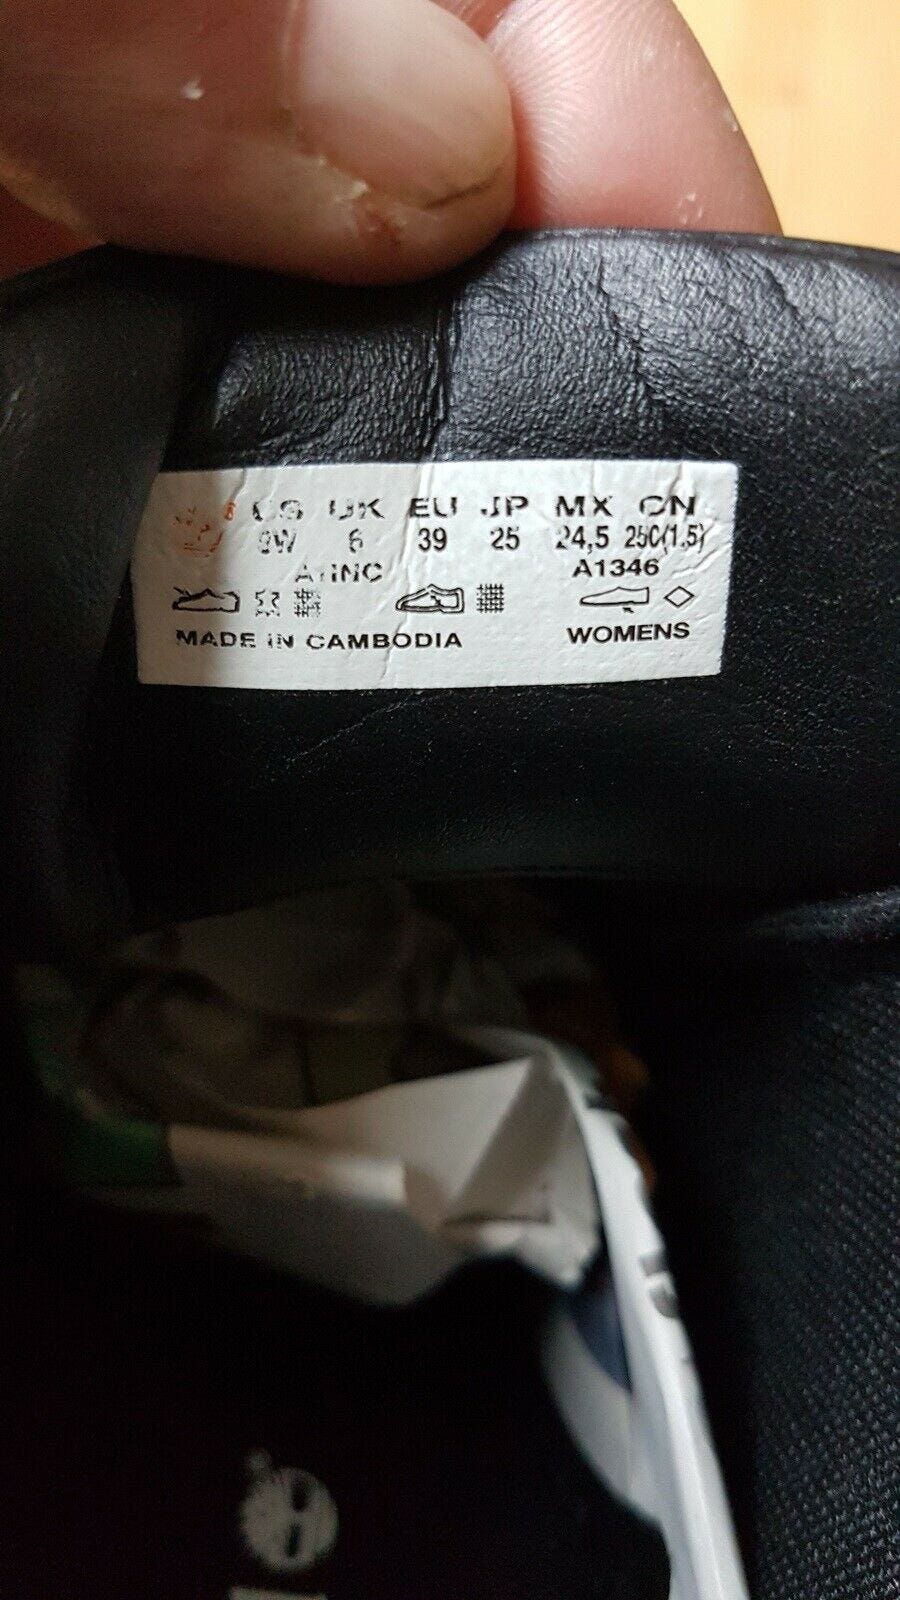 US UK EU JP MX CN
6 39 25 24,5 250(1.5)
A1346
MADE IN CAMBODIA WOMENS